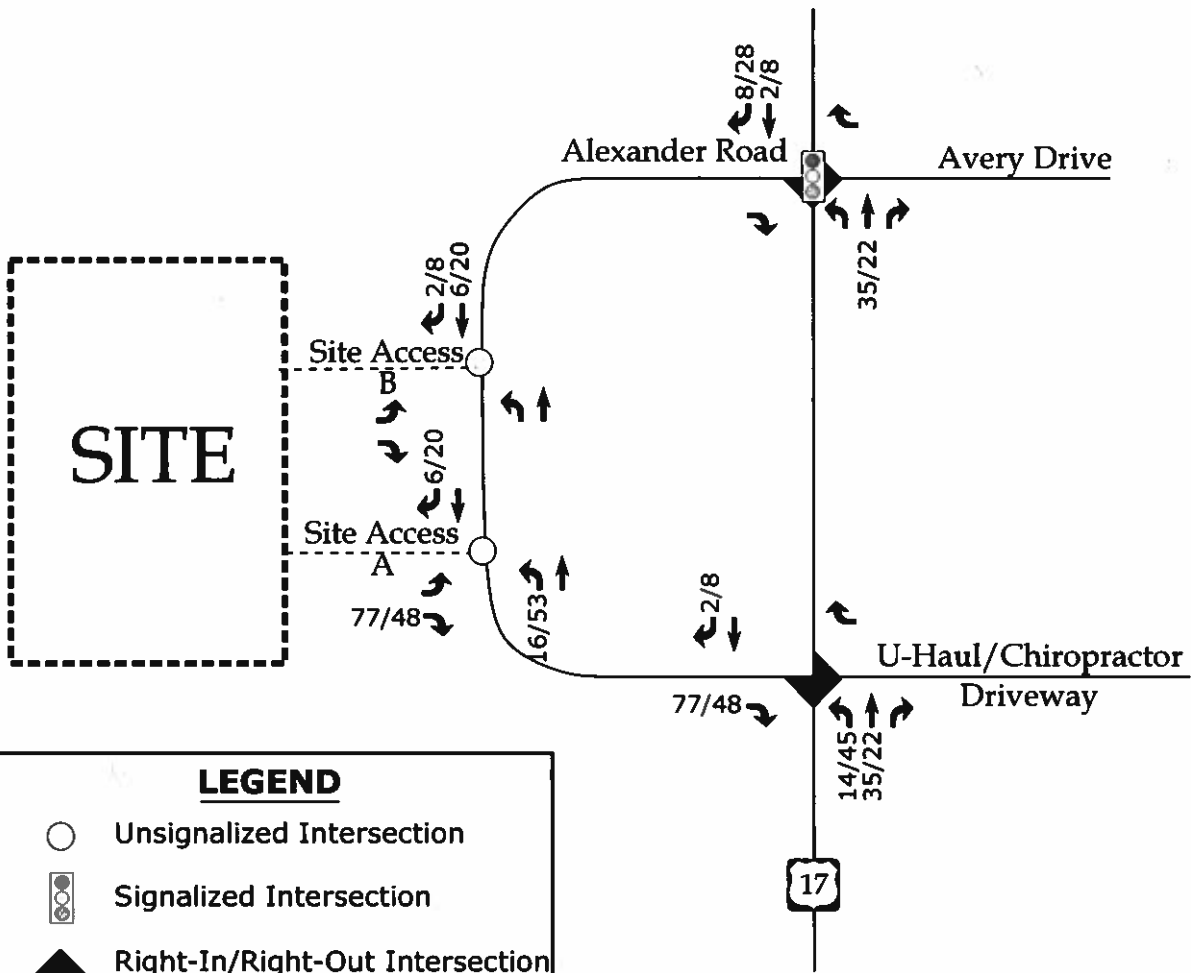 8/28
2/8
Alexander Road
Avery Drive
35/22
2/8
6/20
Site Access
B
SITE
6/20
Site Access
A
77/48
16/53
2/8
U-Haul/Chiropractor
Driveway
77/48
14/45
35/22
LEGEND
Unsignalized Intersection
Signalized Intersection
Right-In/Right-Out Intersection
17